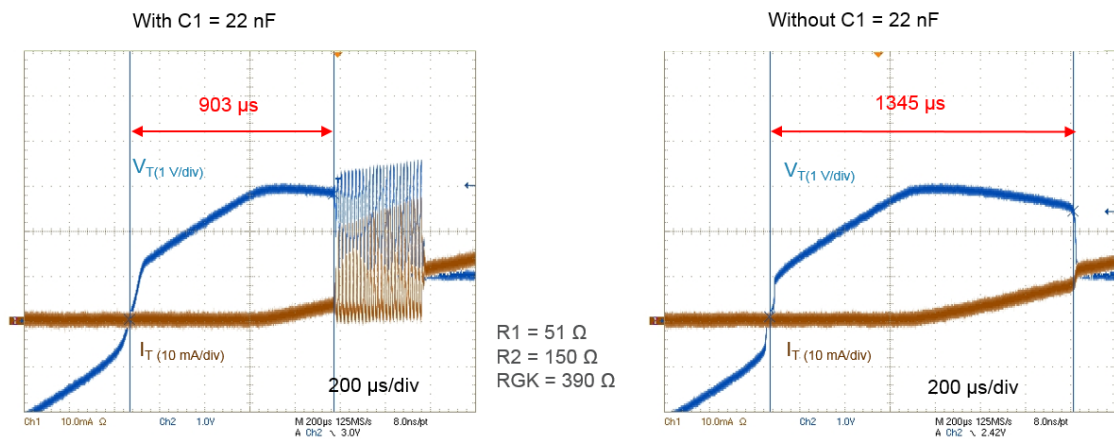 With C1 = 22 nF
Without C1 = 22 nF
903 µs
1345 µs
VT(1 V/div)
VT(1 V/div)
IT (10 mA/div)
IT (10 mA/div)
R1 = 51 Ω
R2 = 150 Ω
RGK = 390 Ω
200 µs/div
200 µs/div
Ch1 10.0mA Ω Ch2 1.0V M 200µs 125MS/s 8.0ns/pt
A Ch2 ∖ 3.0V
Ch1 10.0mA Ω Ch2 1.0V M 200µs 125MS/s 8.0ns/pt
A Ch2 ∖ 2.42V